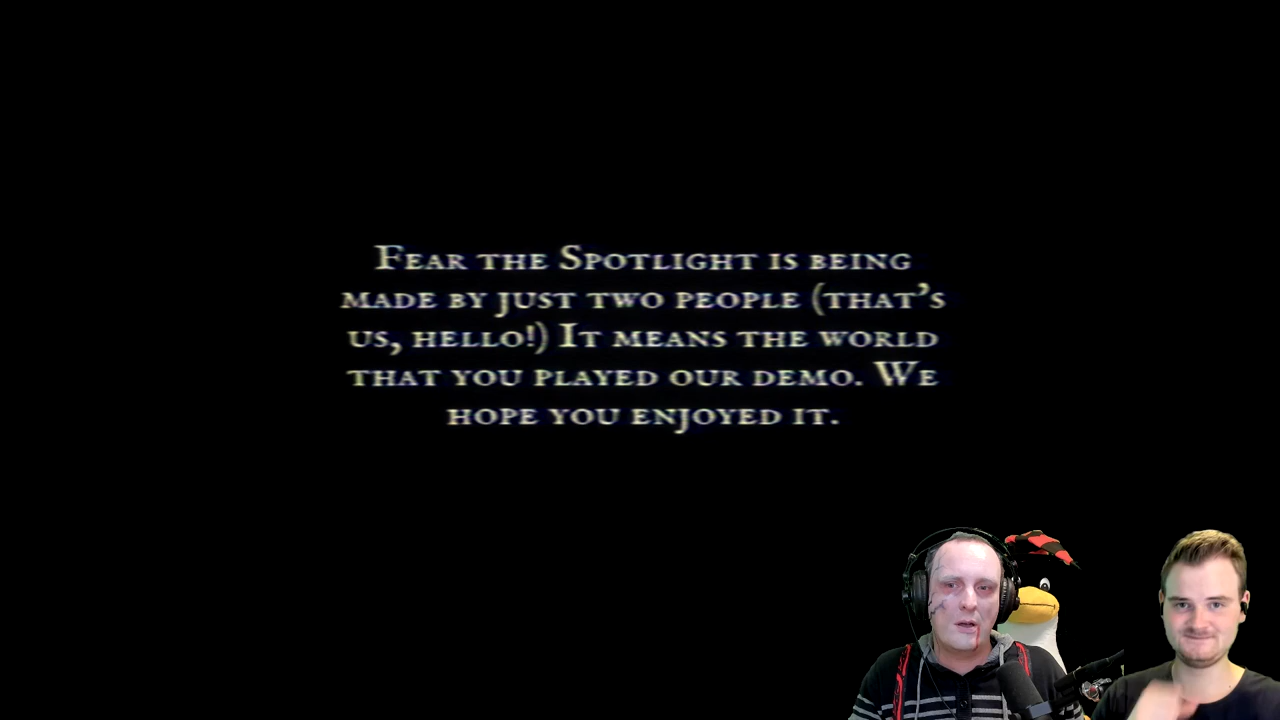 Fear the Spotlight is being
made by just two people (that's
us, hello!) It means the world
that you played our demo. We
hope you enjoyed it.